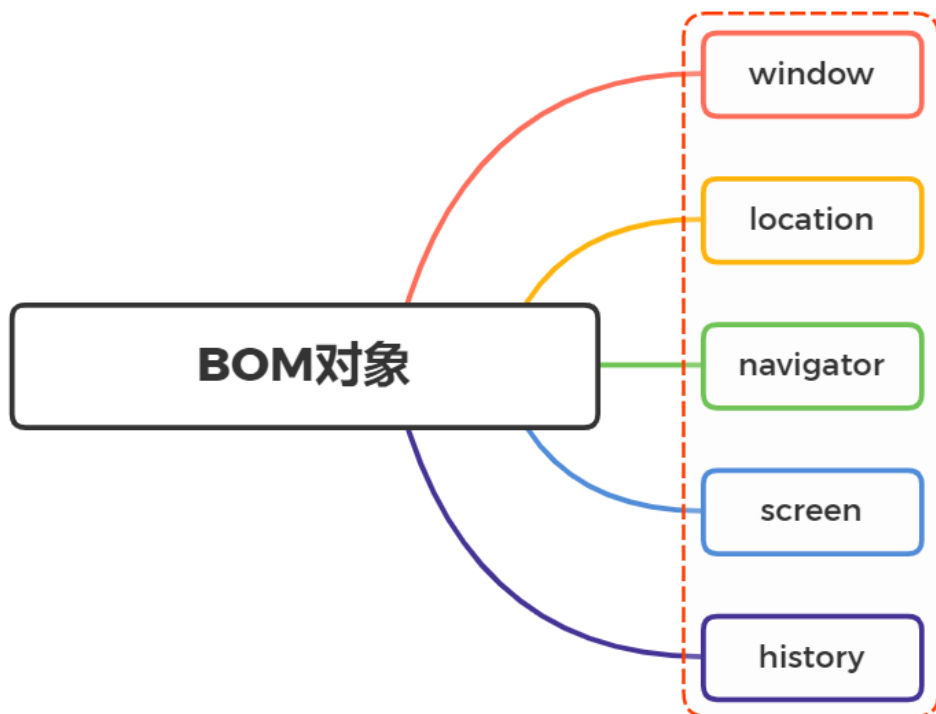 window
location
BOM对象
navigator
screen
history